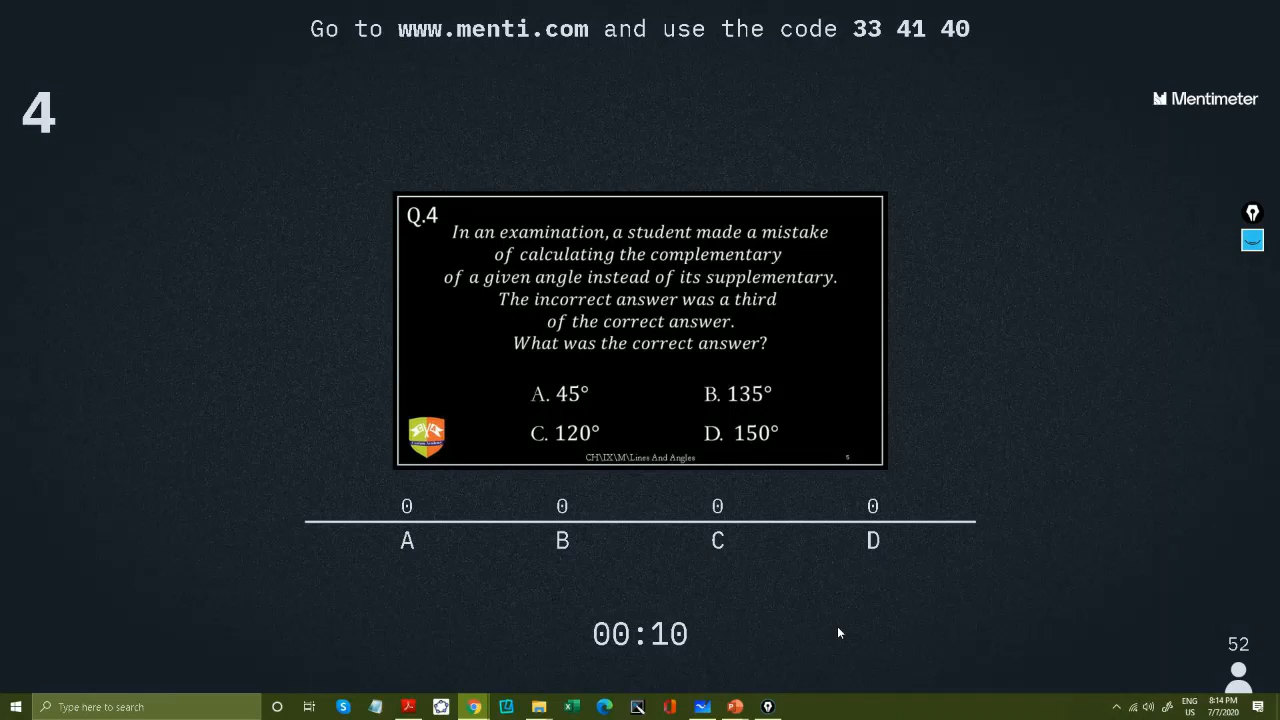 Go to www.menti.com and use the code 33 41 40
4
Mentimeter
Q.4
In an examination, a student made a mistake
of calculating the complementary
of a given angle instead of its supplementary.
The incorrect answer was a third
of the correct answer.
What was the correct answer?
A. 45° B. 135°
C. 120° D. 150°
CH\IX\M\Lines And Angles 5
0 0 0 0
A B C D
00:10
52
Type here to search
ENG
US
8:14 PM
7/7/2020